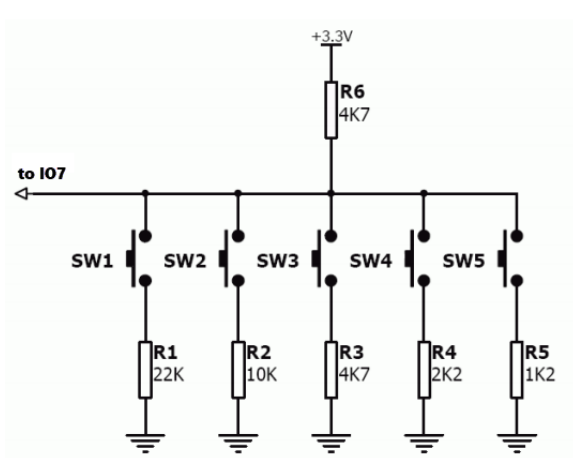 +3.3V
R6
4K7
to IO7
SW1
SW2
SW3
SW4
SW5
R1
22K
R2
10K
R3
4K7
R4
2K2
R5
1K2